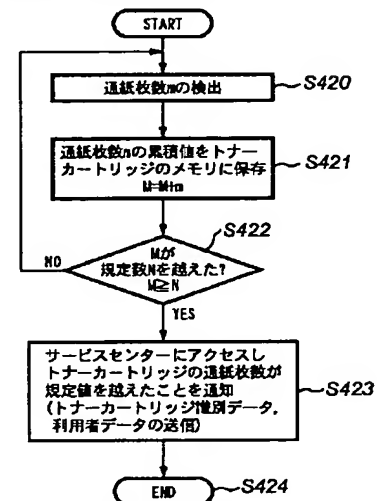 START
通紙枚数mの検出
S420
通紙枚数mの累積値をトナー
カートリッジのメモリに保存
M=M+m
S421
Mが
規定数Nを越えた?
M≧N
S422
NO
YES
サービスセンターにアクセスし
トナーカートリッジの通紙枚数が
規定値を越えたことを通知
(トナーカートリッジ識別データ,
利用者データの送信)
S423
END
S424